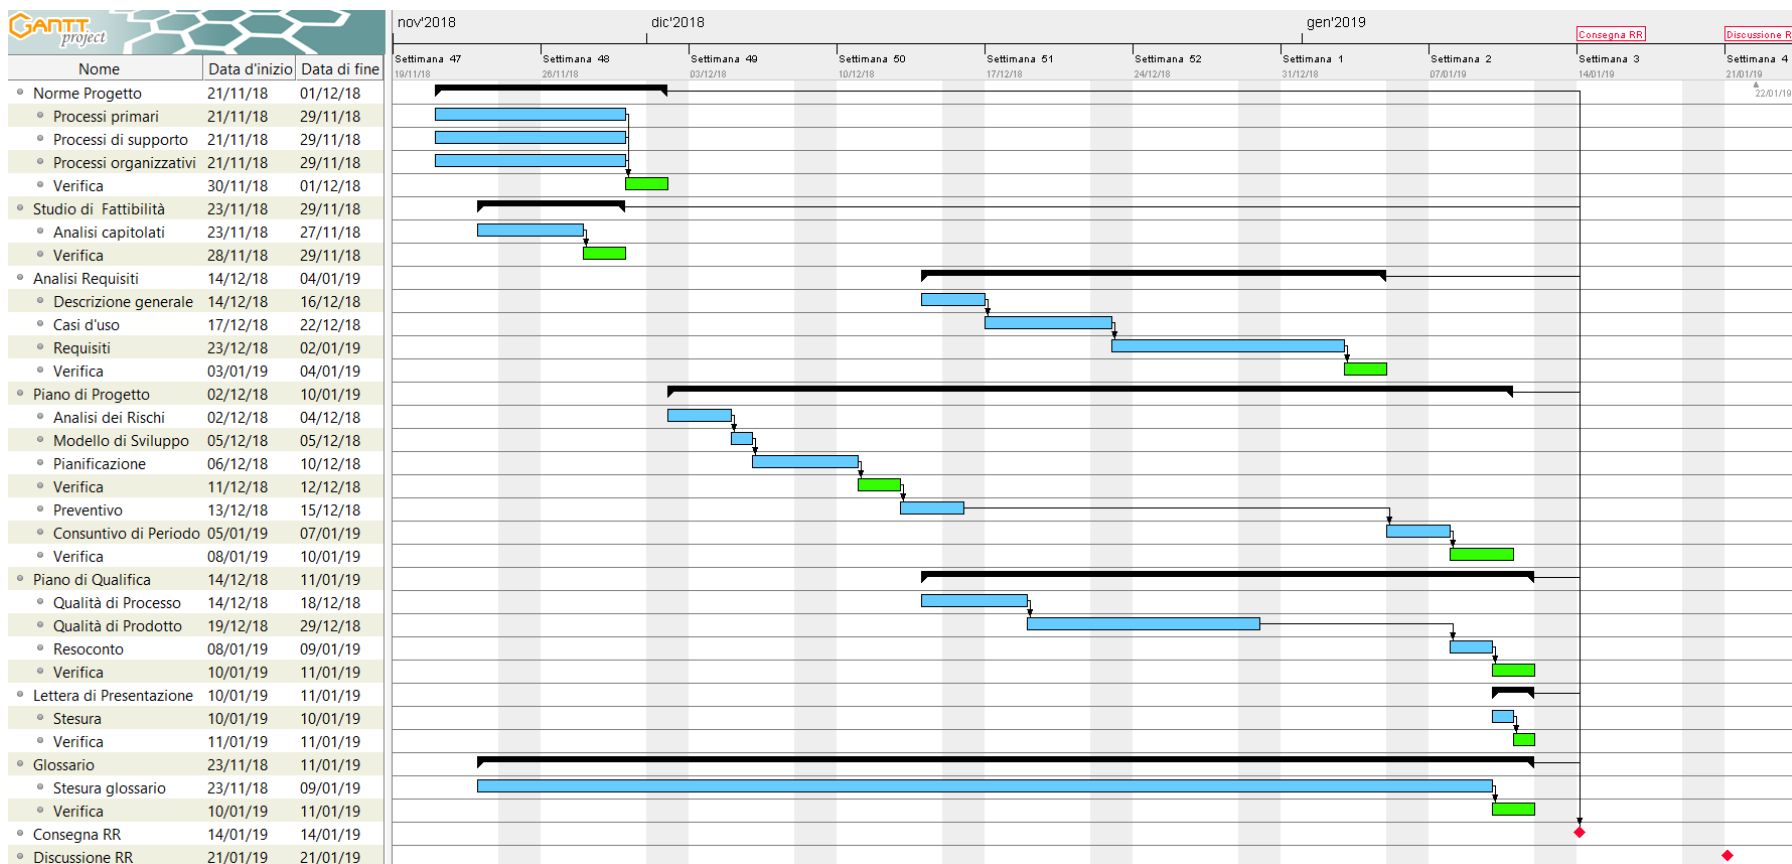 GANTT
project
nov'2018 dic'2018 gen'2019
Consegna RR Discussione R
Nome Data d'inizio Data di fine
Settimana 47 Settimana 48 Settimana 49 Settimana 50 Settimana 51 Settimana 52 Settimana 1 Settimana 2 Settimana 3 Settimana 4
19/11/18 26/11/18 03/12/18 10/12/18 17/12/18 24/12/18 31/12/18 07/01/19 14/01/19 21/01/19
22/01/19
Norme Progetto 21/11/18 01/12/18
Processi primari 21/11/18 29/11/18
Processi di supporto 21/11/18 29/11/18
Processi organizzativi 21/11/18 29/11/18
Verifica 30/11/18 01/12/18
Studio di Fattibilità 23/11/18 29/11/18
Analisi capitolati 23/11/18 27/11/18
Verifica 28/11/18 29/11/18
Analisi Requisiti 14/12/18 04/01/19
Descrizione generale 14/12/18 16/12/18
Casi d'uso 17/12/18 22/12/18
Requisiti 23/12/18 02/01/19
Verifica 03/01/19 04/01/19
Piano di Progetto 02/12/18 10/01/19
Analisi dei Rischi 02/12/18 04/12/18
Modello di Sviluppo 05/12/18 05/12/18
Pianificazione 06/12/18 10/12/18
Verifica 11/12/18 12/12/18
Preventivo 13/12/18 15/12/18
Consuntivo di Periodo 05/01/19 07/01/19
Verifica 08/01/19 10/01/19
Piano di Qualifica 14/12/18 11/01/19
Qualità di Processo 14/12/18 18/12/18
Qualità di Prodotto 19/12/18 29/12/18
Resoconto 08/01/19 09/01/19
Verifica 10/01/19 11/01/19
Lettera di Presentazione 10/01/19 11/01/19
Stesura 10/01/19 10/01/19
Verifica 11/01/19 11/01/19
Glossario 23/11/18 11/01/19
Stesura glossario 23/11/18 09/01/19
Verifica 10/01/19 11/01/19
Consegna RR 14/01/19 14/01/19
Discussione RR 21/01/19 21/01/19